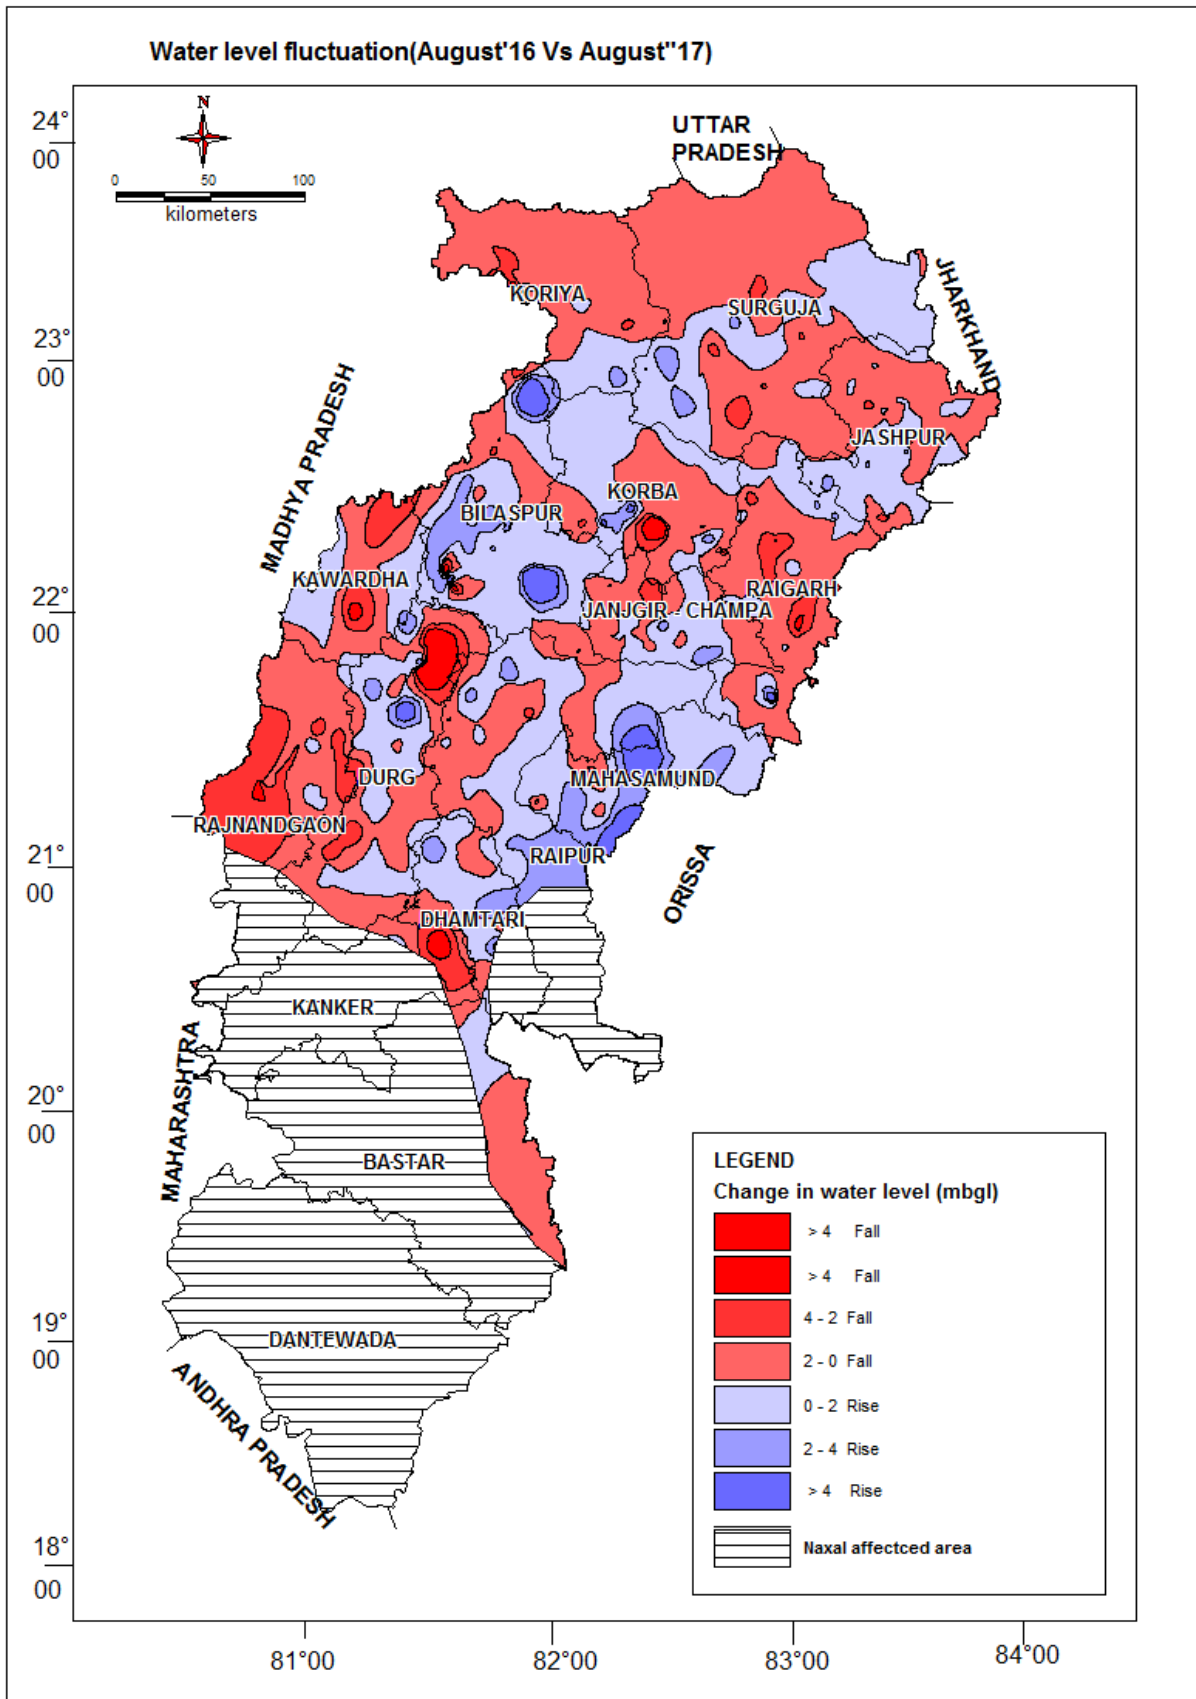 Water level fluctuation(August'16 Vs August''17)
N
0 50 100
kilometers
24°
00
23°
00
22°
00
21°
00
20°
00
19°
00
18°
00
UTTAR
PRADESH
JHARKHAND
MADHYA PRADESH
ORISSA
MAHARASHTRA
ANDHRA PRADESH
KORIYA
SURGUJA
JASHPUR
KORBA
BILASPUR
KAWARDHA
RAIGARH
JANJGIR - CHAMPA
DURG
MAHASAMUND
RAJNANDGAON
RAIPUR
DHAMTARI
KANKER
BASTAR
DANTEWADA
LEGEND
Change in water level (mbgl)
> 4 Fall
> 4 Fall
4 - 2 Fall
2 - 0 Fall
0 - 2 Rise
2 - 4 Rise
> 4 Rise
Naxal affectced area
81°00 82°00 83°00 84°00